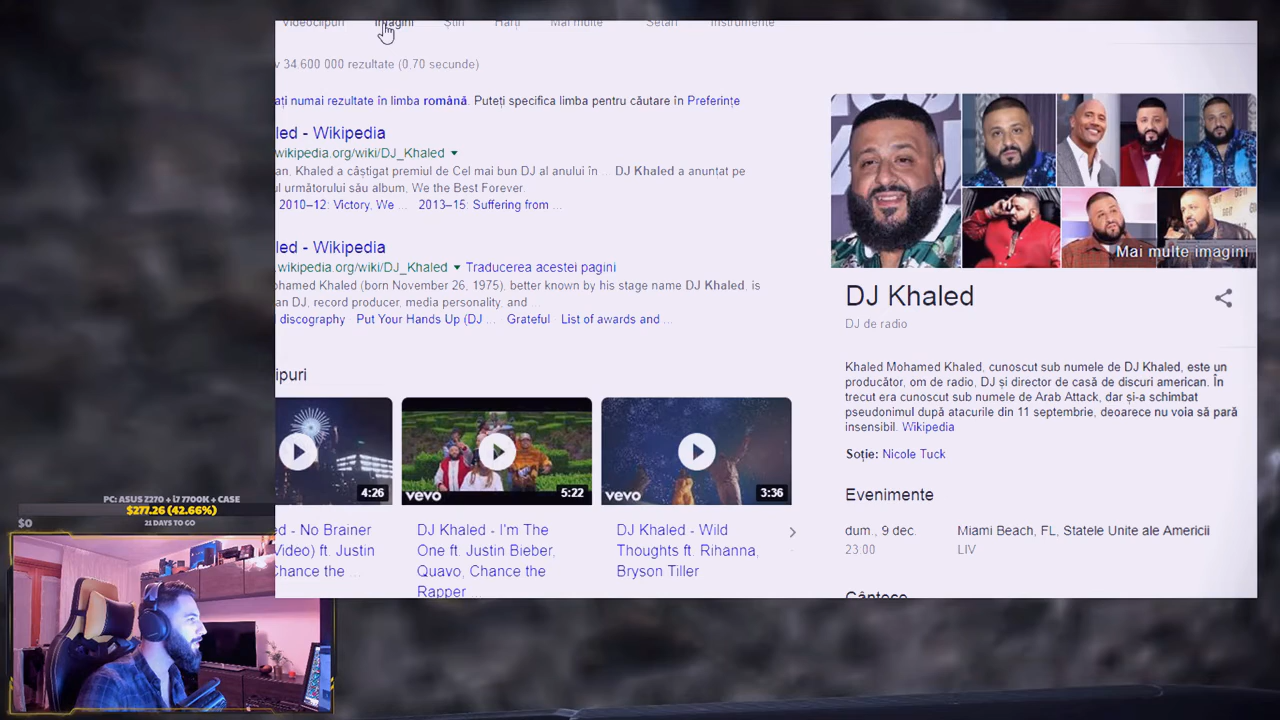 Videoclipuri Imagini Știri Hărți Mai multe Setări Instrumente
v 34 600 000 rezultate (0,70 secunde)
ați numai rezultate în limba română. Puteți specifica limba pentru căutare în Preferințe
led - Wikipedia
wikipedia.org/wiki/DJ_Khaled
an. Khaled a câștigat premiul de Cel mai bun DJ al anului în ... DJ Khaled a anuntat pe
ul următorului său album, We the Best Forever.
2010–12: Victory, We ... 2013–15: Suffering from ...
led - Wikipedia
.wikipedia.org/wiki/DJ_Khaled Traducerea acestei pagini
ohamed Khaled (born November 26, 1975), better known by his stage name DJ Khaled, is
an DJ, record producer, media personality, and ...
discography Put Your Hands Up (DJ ... Grateful List of awards and ...
ipuri
4:26
vevo 5:22
vevo 3:36
ed - No Brainer
Video) ft. Justin
Chance the ...
DJ Khaled - I'm The
One ft. Justin Bieber,
Quavo, Chance the
Rapper ...
DJ Khaled - Wild
Thoughts ft. Rihanna,
Bryson Tiller
Mai multe imagini
DJ Khaled
DJ de radio
Khaled Mohamed Khaled, cunoscut sub numele de DJ Khaled, este un
producător, om de radio, DJ și director de casă de discuri american. În
trecut era cunoscut sub numele de Arab Attack, dar și-a schimbat
pseudonimul după atacurile din 11 septembrie, deoarece nu voia să pară
insensibil. Wikipedia
Soție: Nicole Tuck
Evenimente
dum., 9 dec. Miami Beach, FL, Statele Unite ale Americii
23:00 LIV
Cântece
PC: ASUS Z270 + i7 7700K + CASE
$277.26 (42.66%)
$0
21 DAYS TO GO